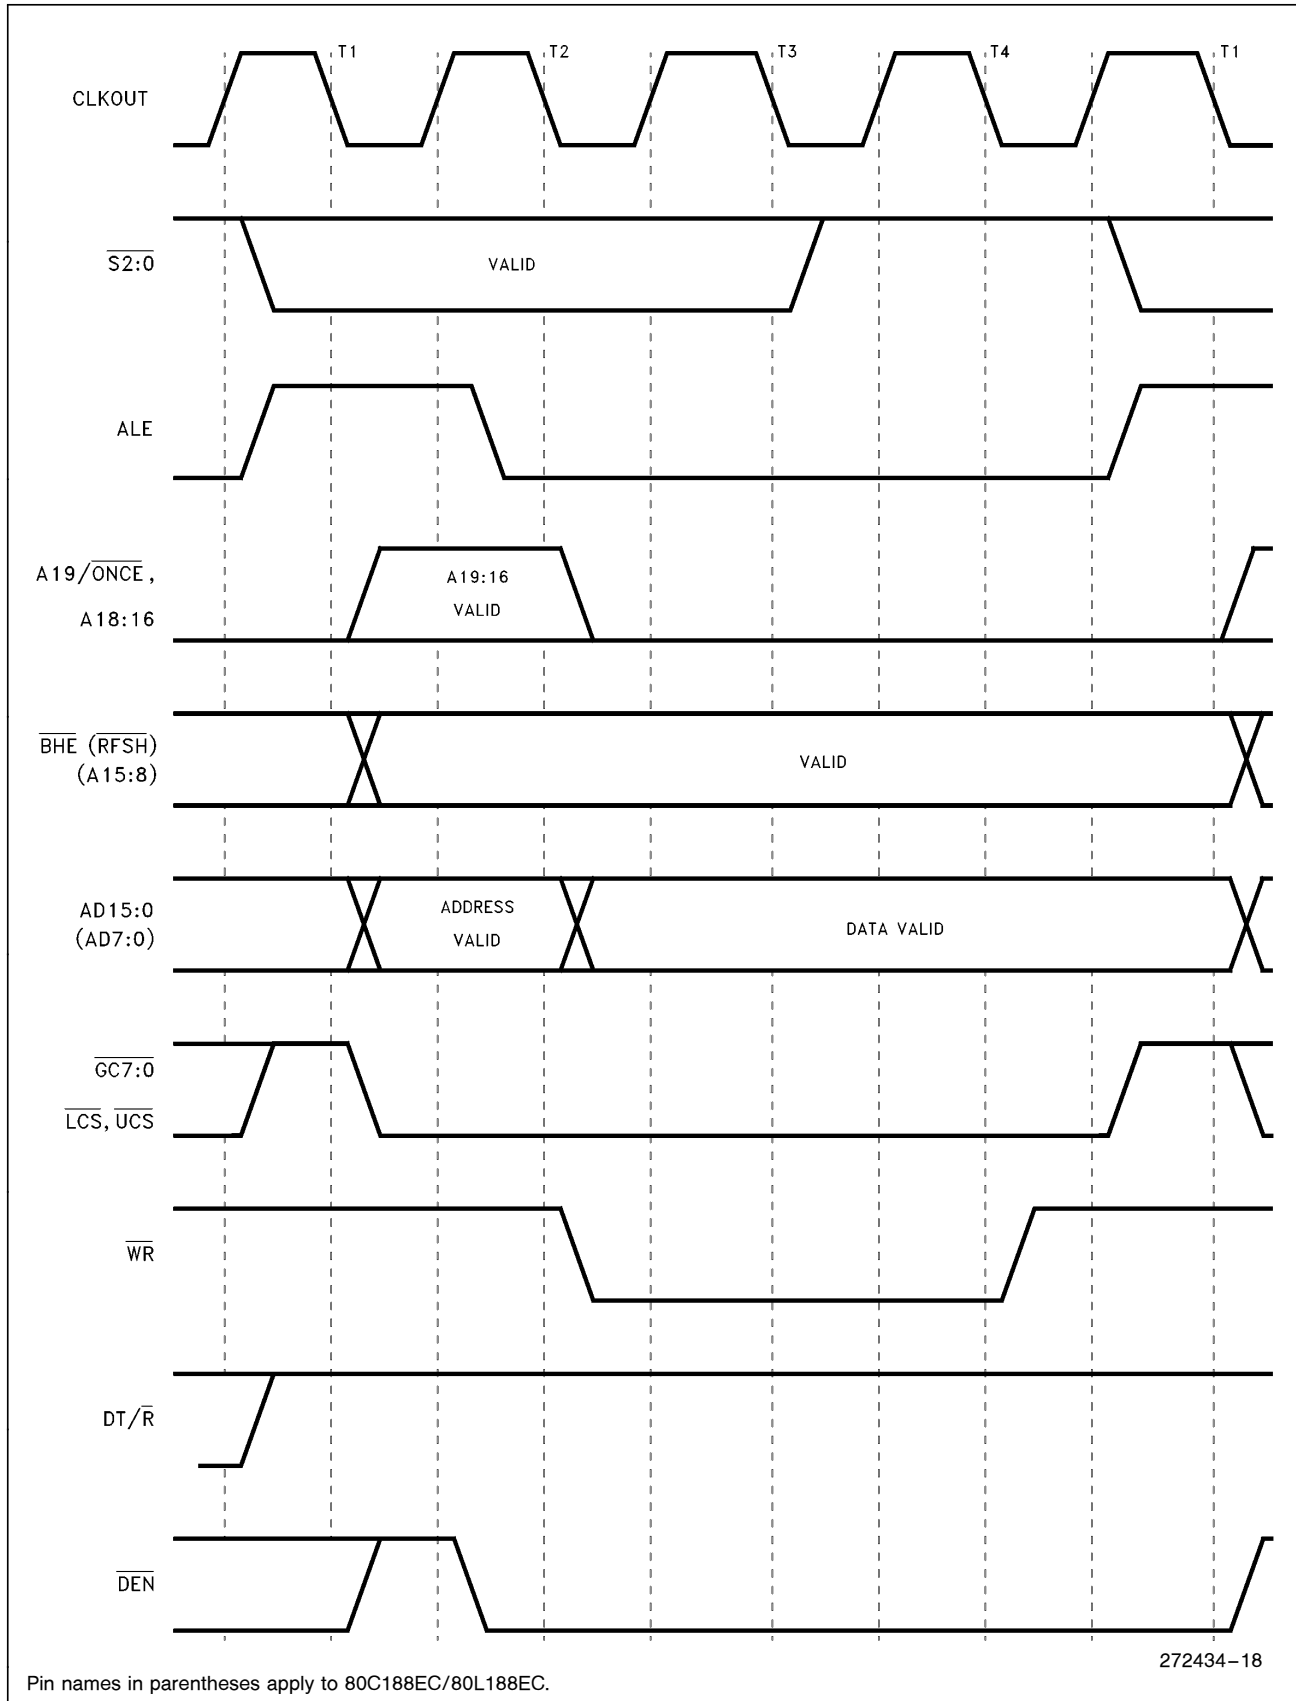 T1 T2 T3 T4 T1
CLKOUT
S2:0
VALID
ALE
A19/ONCE,
A18:16
A19:16
VALID
BHE (RFSH)
(A15:8)
VALID
AD15:0
(AD7:0)
ADDRESS
VALID
DATA VALID
GC7:0
LCS, UCS
WR
DT/R
DEN
272434-18
Pin names in parentheses apply to 80C188EC/80L188EC.